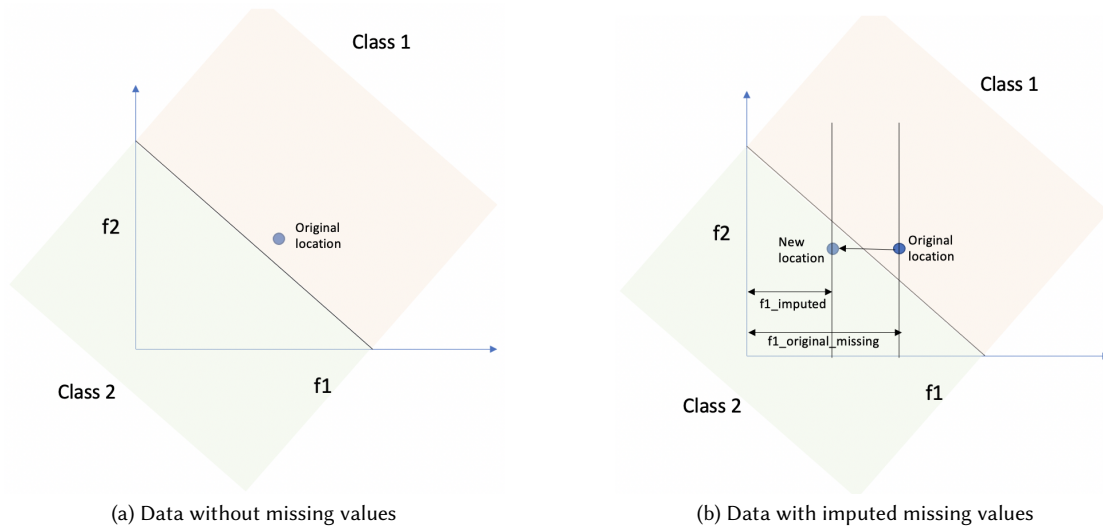 Class 1
f2
Original
location
f1
Class 2
(a) Data without missing values
Class 1
f2
New
location
Original
location
f1_imputed
f1_original_missing
f1
Class 2
(b) Data with imputed missing values